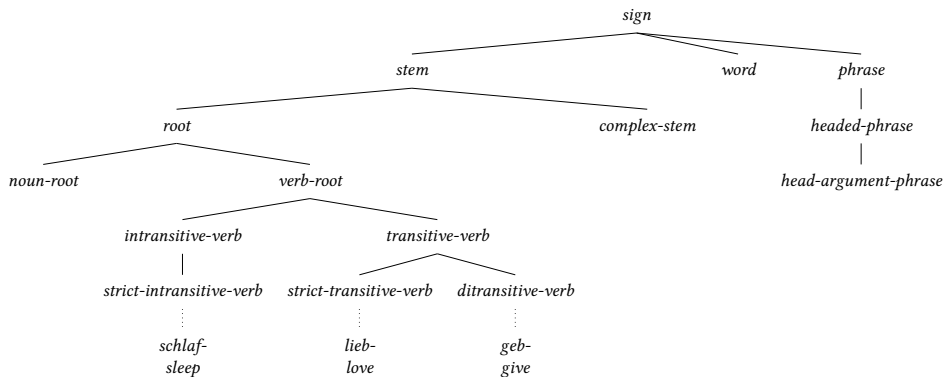 sign
stem word phrase
root complex-stem headed-phrase
noun-root verb-root head-argument-phrase
intransitive-verb transitive-verb
strict-intransitive-verb strict-transitive-verb ditransitive-verb
schlaf- lieb- geb-
sleep love give